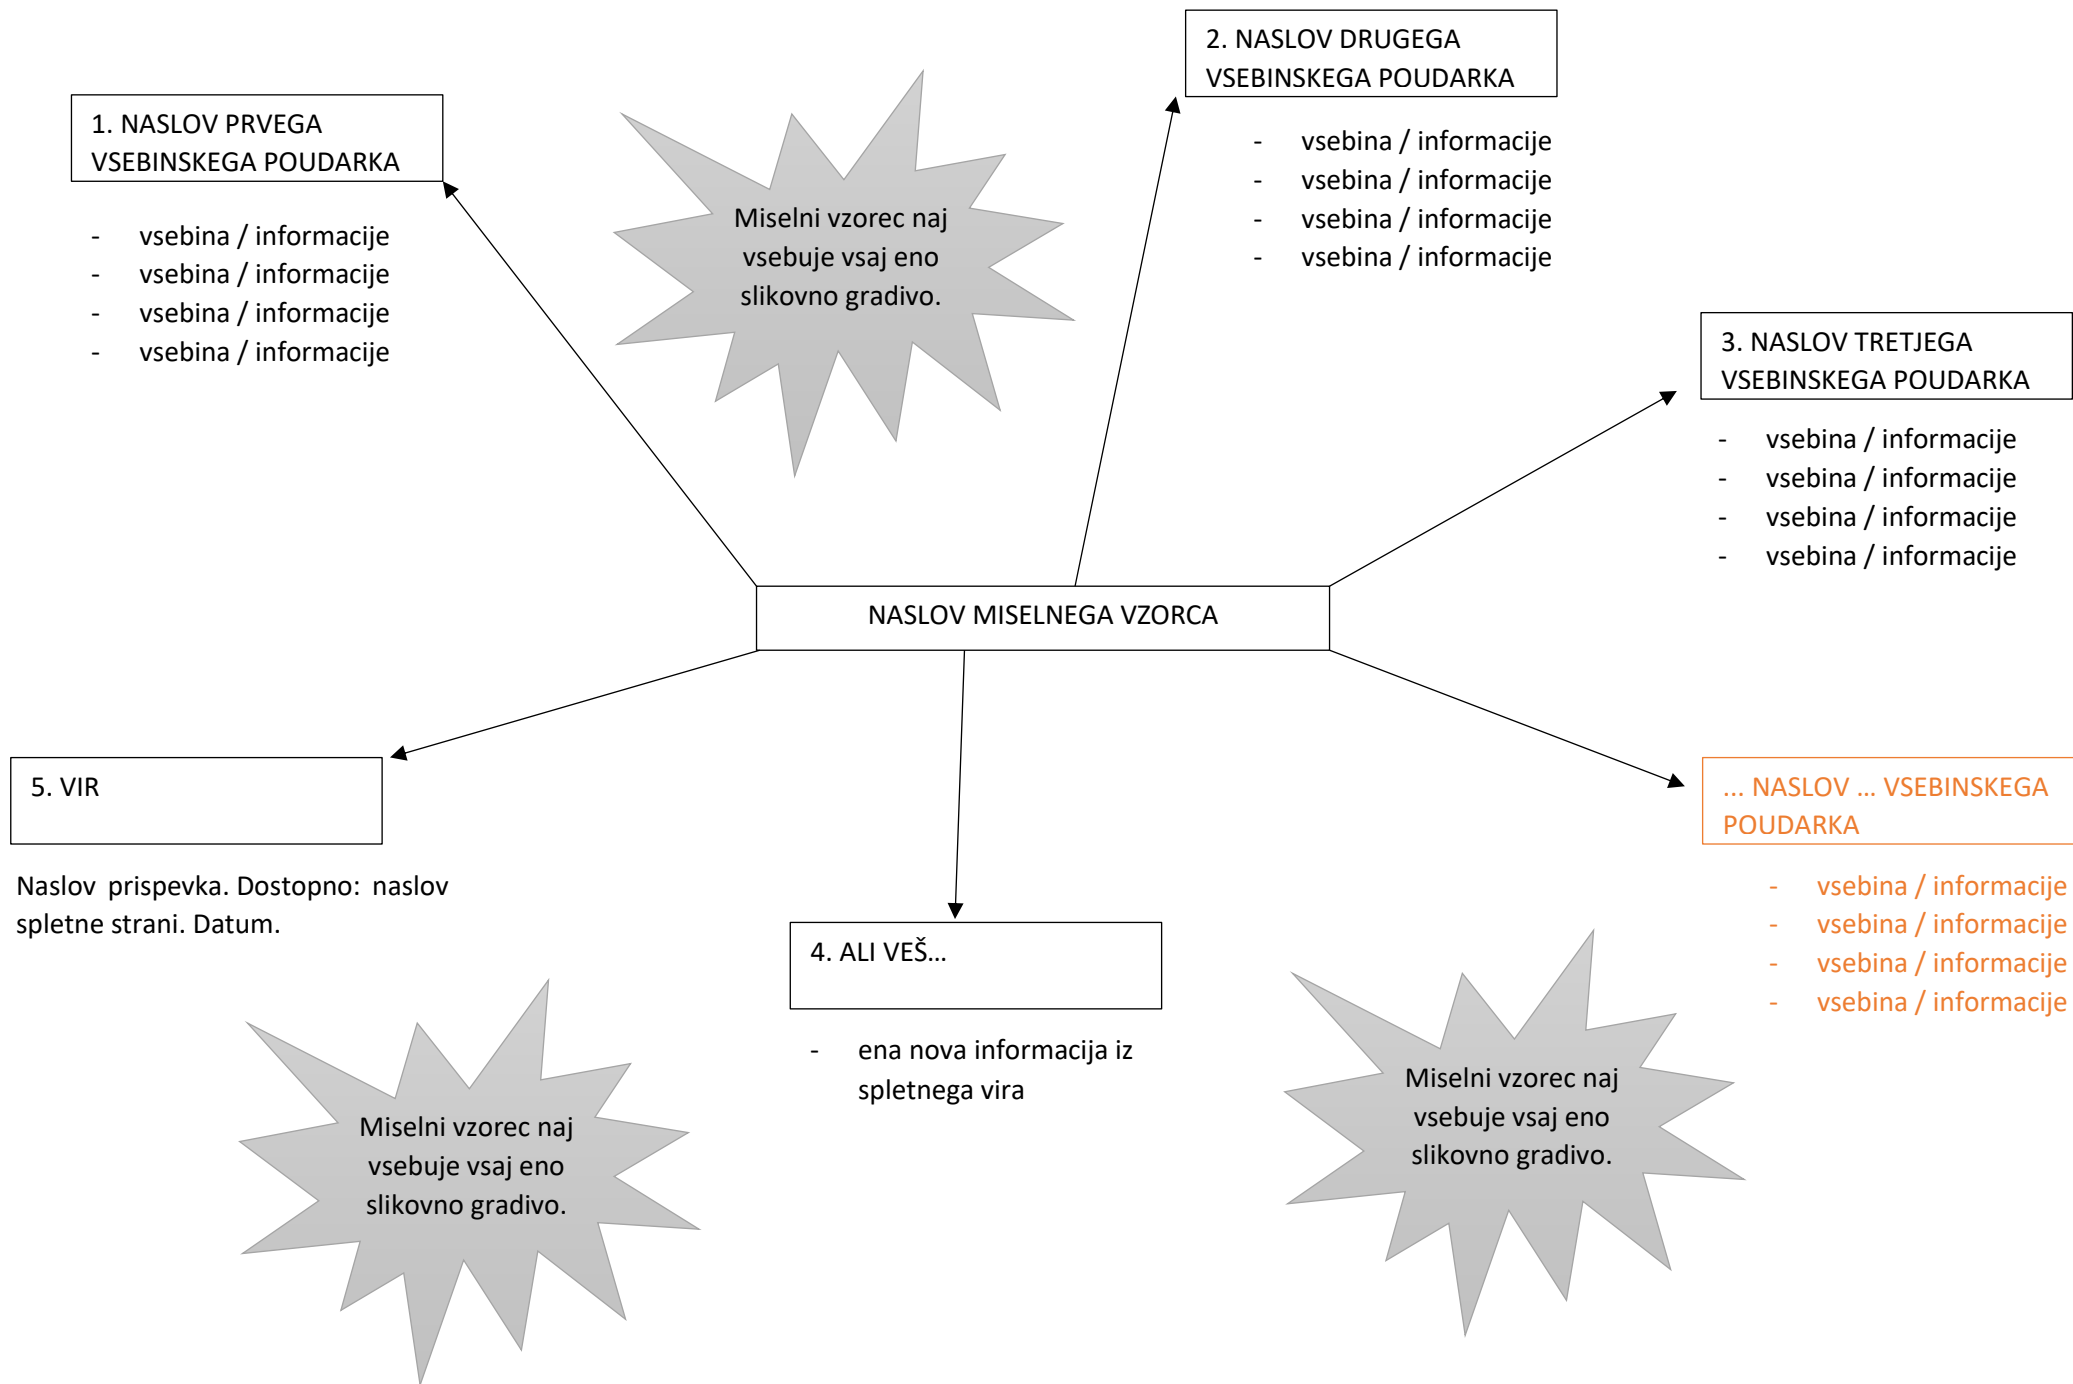 1. NASLOV PRVEGA
VSEBINSKEGA POUDARKA
- vsebina / informacije
- vsebina / informacije
- vsebina / informacije
- vsebina / informacije
Miselni vzorec naj
vsebuje vsaj eno
slikovno gradivo.
2. NASLOV DRUGEGA
VSEBINSKEGA POUDARKA
- vsebina / informacije
- vsebina / informacije
- vsebina / informacije
- vsebina / informacije
3. NASLOV TRETJEGA
VSEBINSKEGA POUDARKA
- vsebina / informacije
- vsebina / informacije
- vsebina / informacije
- vsebina / informacije
NASLOV MISELNEGA VZORCA
5. VIR
Naslov prispevka. Dostopno: naslov
spletne strani. Datum.
4. ALI VEŠ…
- ena nova informacija iz
spletnega vira
... NASLOV … VSEBINSKEGA
POUDARKA
- vsebina / informacije
- vsebina / informacije
- vsebina / informacije
- vsebina / informacije
Miselni vzorec naj
vsebuje vsaj eno
slikovno gradivo.
Miselni vzorec naj
vsebuje vsaj eno
slikovno gradivo.